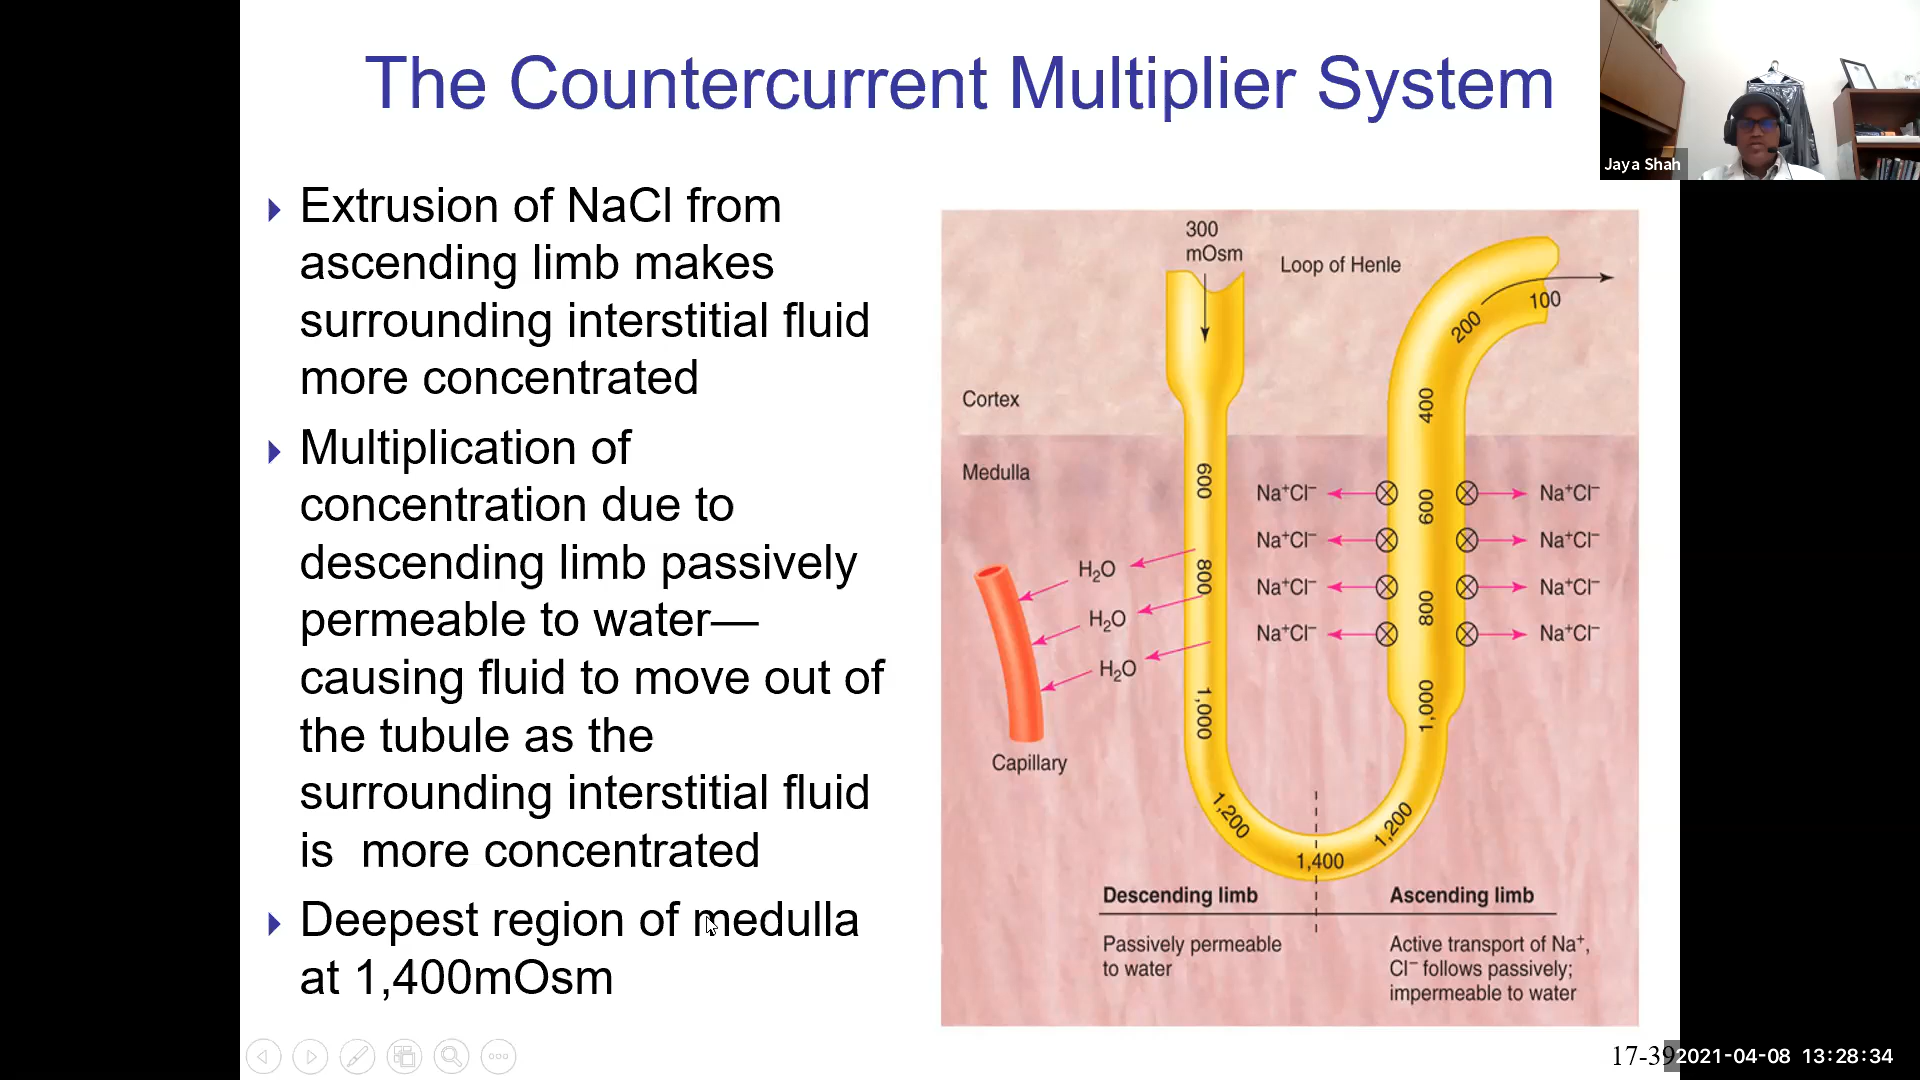 The Countercurrent Multiplier System
Jaya Shah
Extrusion of NaCl from
ascending limb makes
surrounding interstitial fluid
more concentrated
Multiplication of
concentration due to
descending limb passively
permeable to water—
causing fluid to move out of
the tubule as the
surrounding interstitial fluid
is  more concentrated
Deepest region of medulla
at 1,400mOsm
300
mOsm
Loop of Henle
100
200
400
Cortex
Medulla
600
800
1,000
1,200
1,400
1,200
1,000
800
600
Na⁺Cl⁻
Na⁺Cl⁻
Na⁺Cl⁻
Na⁺Cl⁻
Na⁺Cl⁻
Na⁺Cl⁻
Na⁺Cl⁻
Na⁺Cl⁻
H₂O
H₂O
H₂O
Capillary
Descending limb
Passively permeable
to water
Ascending limb
Active transport of Na⁺,
Cl⁻ follows passively;
impermeable to water
17-39
2021-04-08 13:28:34